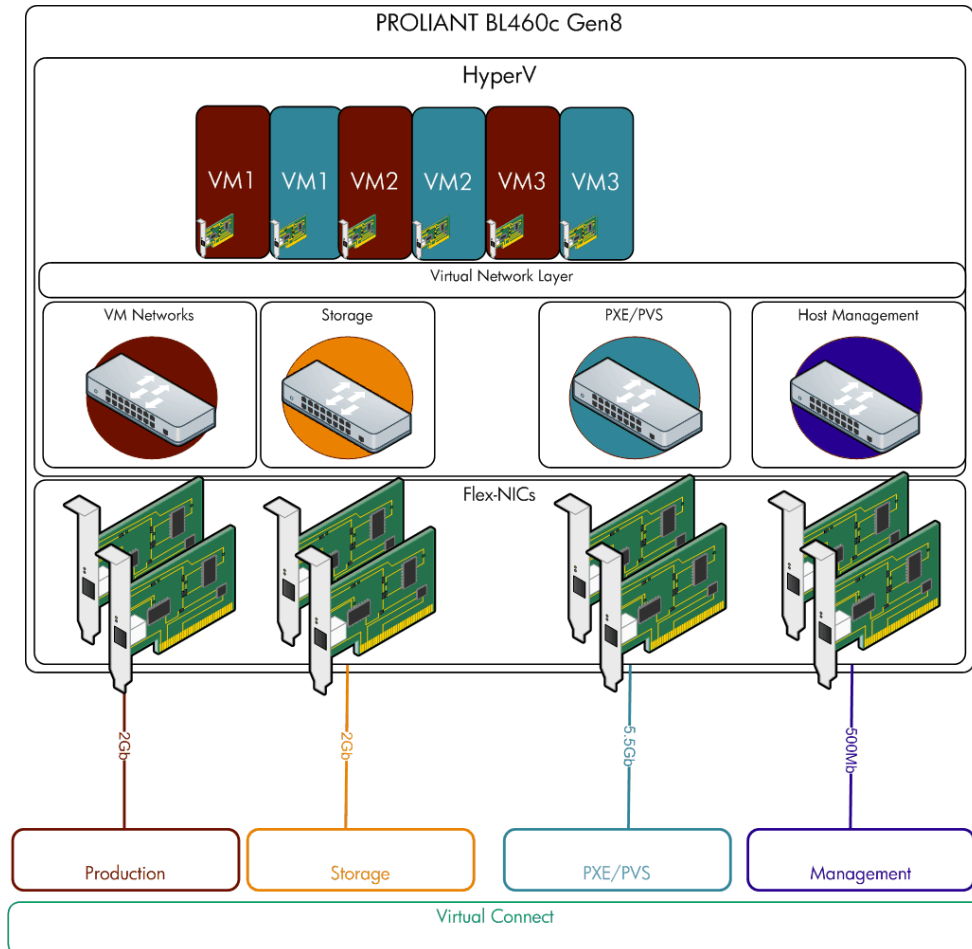 PROLIANT BL460c Gen8
HyperV
VM1
VM1
VM2
VM2
VM3
VM3
Virtual Network Layer
VM Networks
Storage
PXE/PVS
Host Management
Flex-NICs
2Gb
2Gb
5.5Gb
500Mb
Production
Storage
PXE/PVS
Management
Virtual Connect